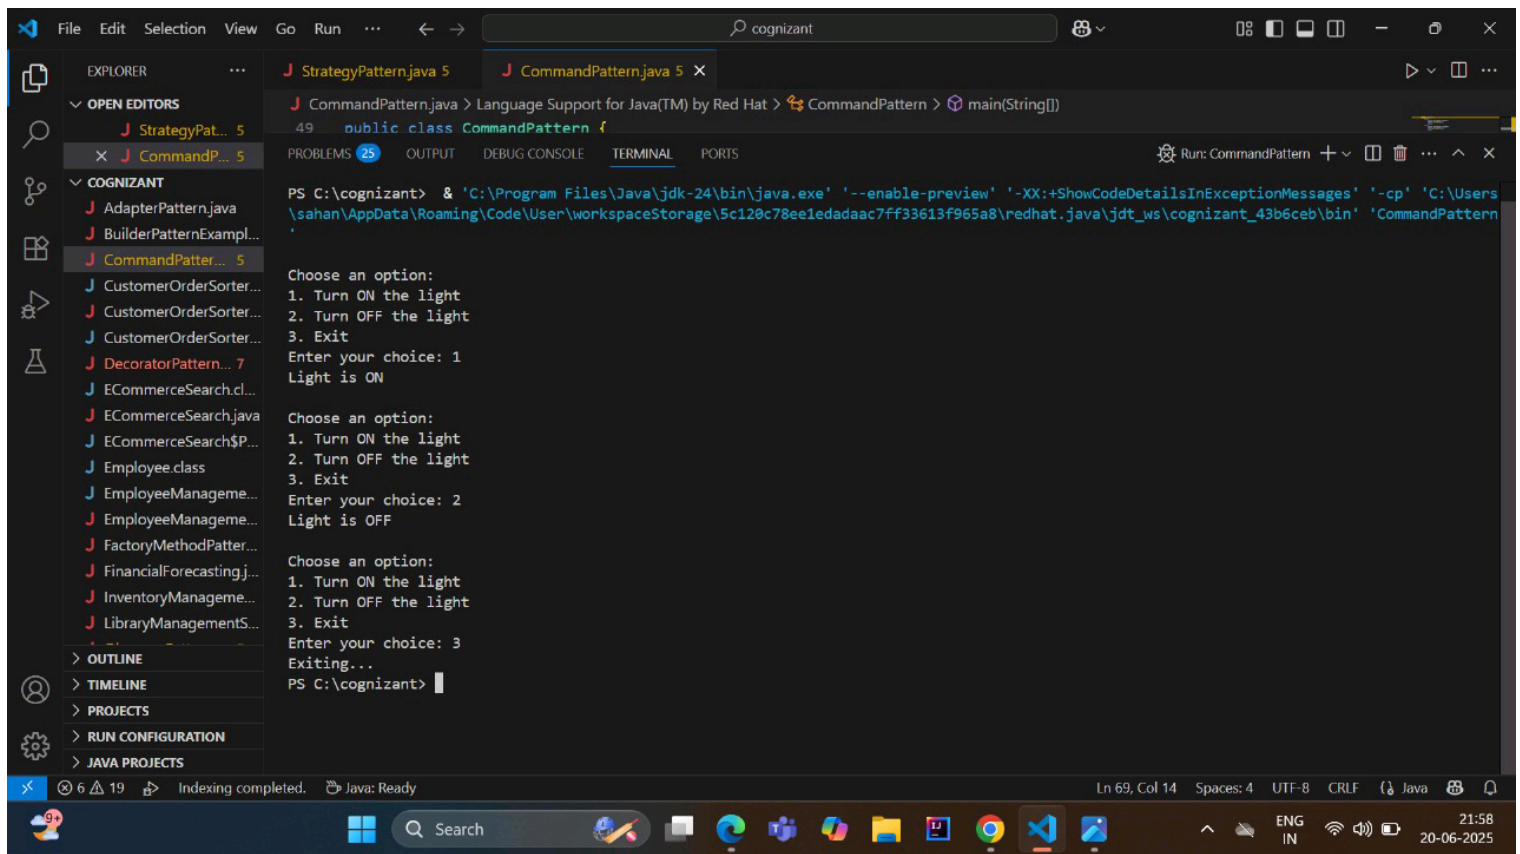 File Edit Selection View Go Run ··· cognizant
EXPLORER ···
OPEN EDITORS
StrategyPat... 5
CommandP... 5
COGNIZANT
AdapterPattern.java
BuilderPatternExampl...
CommandPatter... 5
CustomerOrderSorter...
CustomerOrderSorter...
CustomerOrderSorter...
DecoratorPattern... 7
ECommerceSearch.cl...
ECommerceSearch.java
ECommerceSearch$P...
Employee.class
EmployeeManageme...
EmployeeManageme...
FactoryMethodPatter...
FinancialForecasting.j...
InventoryManageme...
LibraryManagementS...
OUTLINE
TIMELINE
PROJECTS
RUN CONFIGURATION
JAVA PROJECTS
StrategyPattern.java 5 CommandPattern.java 5
CommandPattern.java > Language Support for Java(TM) by Red Hat > CommandPattern > main(String[])
49 public class CommandPattern {
PROBLEMS 25 OUTPUT DEBUG CONSOLE TERMINAL PORTS Run: CommandPattern
PS C:\cognizant> & 'C:\Program Files\Java\jdk-24\bin\java.exe' '--enable-preview' '-XX:+ShowCodeDetailsInExceptionMessages' '-cp' 'C:\Users
\sahan\AppData\Roaming\Code\User\workspaceStorage\5c120c78ee1edadaac7ff33613f965a8\redhat.java\jdt_ws\cognizant_43b6ceb\bin' 'CommandPattern
'
Choose an option:
1. Turn ON the light
2. Turn OFF the light
3. Exit
Enter your choice: 1
Light is ON
Choose an option:
1. Turn ON the light
2. Turn OFF the light
3. Exit
Enter your choice: 2
Light is OFF
Choose an option:
1. Turn ON the light
2. Turn OFF the light
3. Exit
Enter your choice: 3
Exiting...
PS C:\cognizant>
6 19 Indexing completed. Java: Ready Ln 69, Col 14 Spaces: 4 UTF-8 CRLF Java
9+ Search ENG 21:58
IN 20-06-2025